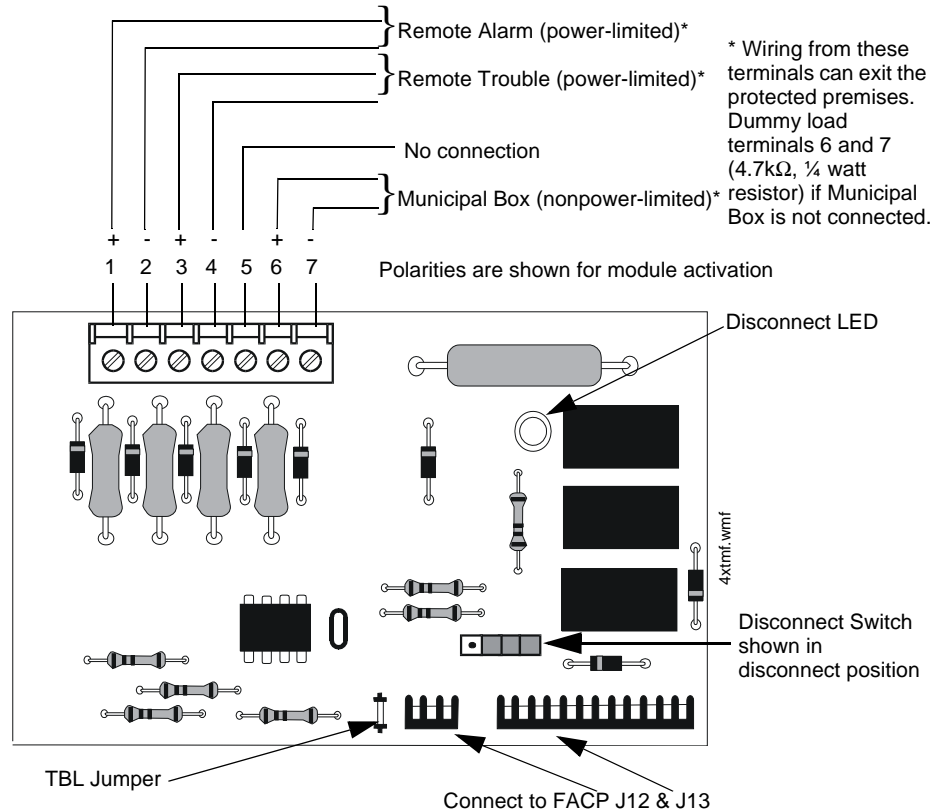 Remote Alarm (power-limited)*
Remote Trouble (power-limited)*
No connection
Municipal Box (nonpower-limited)*
* Wiring from these
terminals can exit the
protected premises.
Dummy load
terminals 6 and 7
(4.7kΩ, ¼ watt
resistor) if Municipal
Box is not connected.
+ - + - + -
1 2 3 4 5 6 7
Polarities are shown for module activation
Disconnect LED
4xtmf.wmf
Disconnect Switch
shown in
disconnect position
TBL Jumper
Connect to FACP J12 & J13